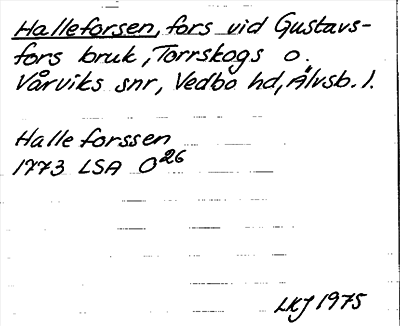 Halleforsen, fors vid Gustavs-
fors bruk, Torrskogs o.
Vårviks snr, Vedbo hd, Älvsb. l.
Halle forssen
1773 LSA O26
LKJ 1975